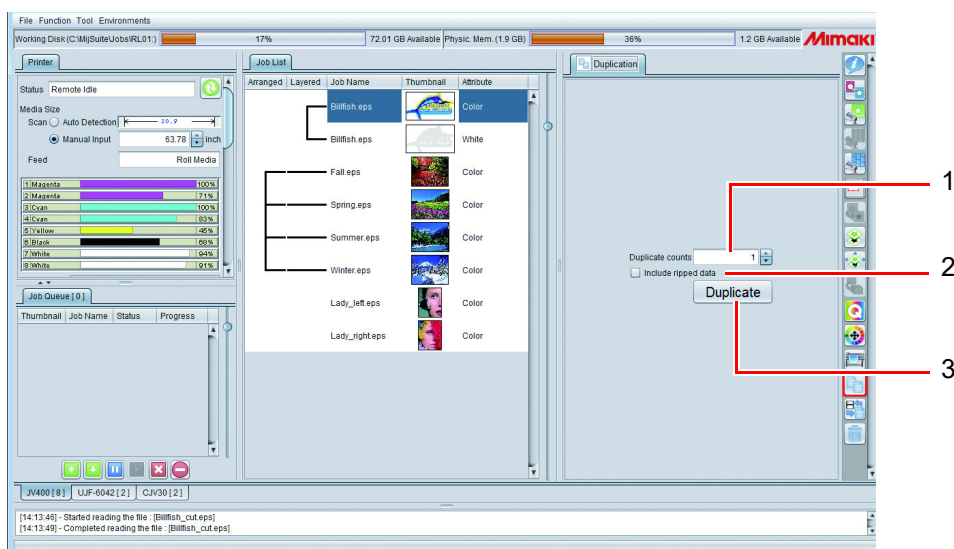 File Function Tool Environments
Working Disk (C:\MijSuite\Jobs\RL01:) 17% 72.01 GB Available Physic. Mem. (1.9 GB) 36% 1.2 GB Available Mimaki
Printer
Status Remote Idle
Media Size
Scan Auto Detection 20.9
Manual Input 63.78 inch
Feed Roll Media
1 Magenta 100%
2 Magenta 71%
3 Cyan 100%
4 Cyan 83%
5 Yellow 45%
6 Black 68%
7 White 94%
8 White 91%
Job Queue [ 0 ]
Thumbnail Job Name Status Progress
Job List
Arranged Layered Job Name Thumbnail Attribute
Billfish.eps Color
Billfish.eps White
Fall.eps Color
Spring.eps Color
Summer.eps Color
Winter.eps Color
Lady_left.eps Color
Lady_right.eps Color
Duplication
Duplicate counts 1
Include ripped data
Duplicate
1
2
3
JV400 [ 8 ] UJF-6042 [ 2 ] CJV30 [ 2 ]
[14:13:46] - Started reading the file : [Billfish_cut.eps]
[14:13:49] - Completed reading the file : [Billfish_cut.eps]